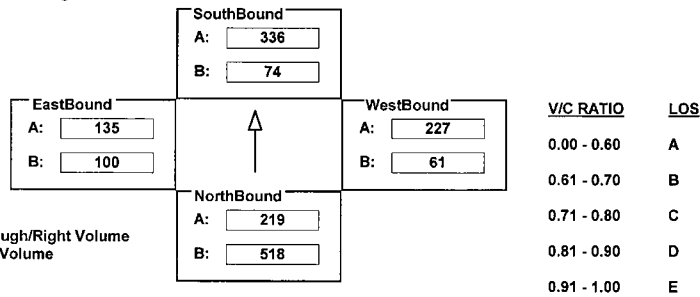 SouthBound
A: 336
B: 74
EastBound
A: 135
B: 100
WestBound
A: 227
B: 61
NorthBound
A: 219
B: 518
ugh/Right Volume
Volume
V/C RATIO LOS
0.00 - 0.60 A
0.61 - 0.70 B
0.71 - 0.80 C
0.81 - 0.90 D
0.91 - 1.00 E